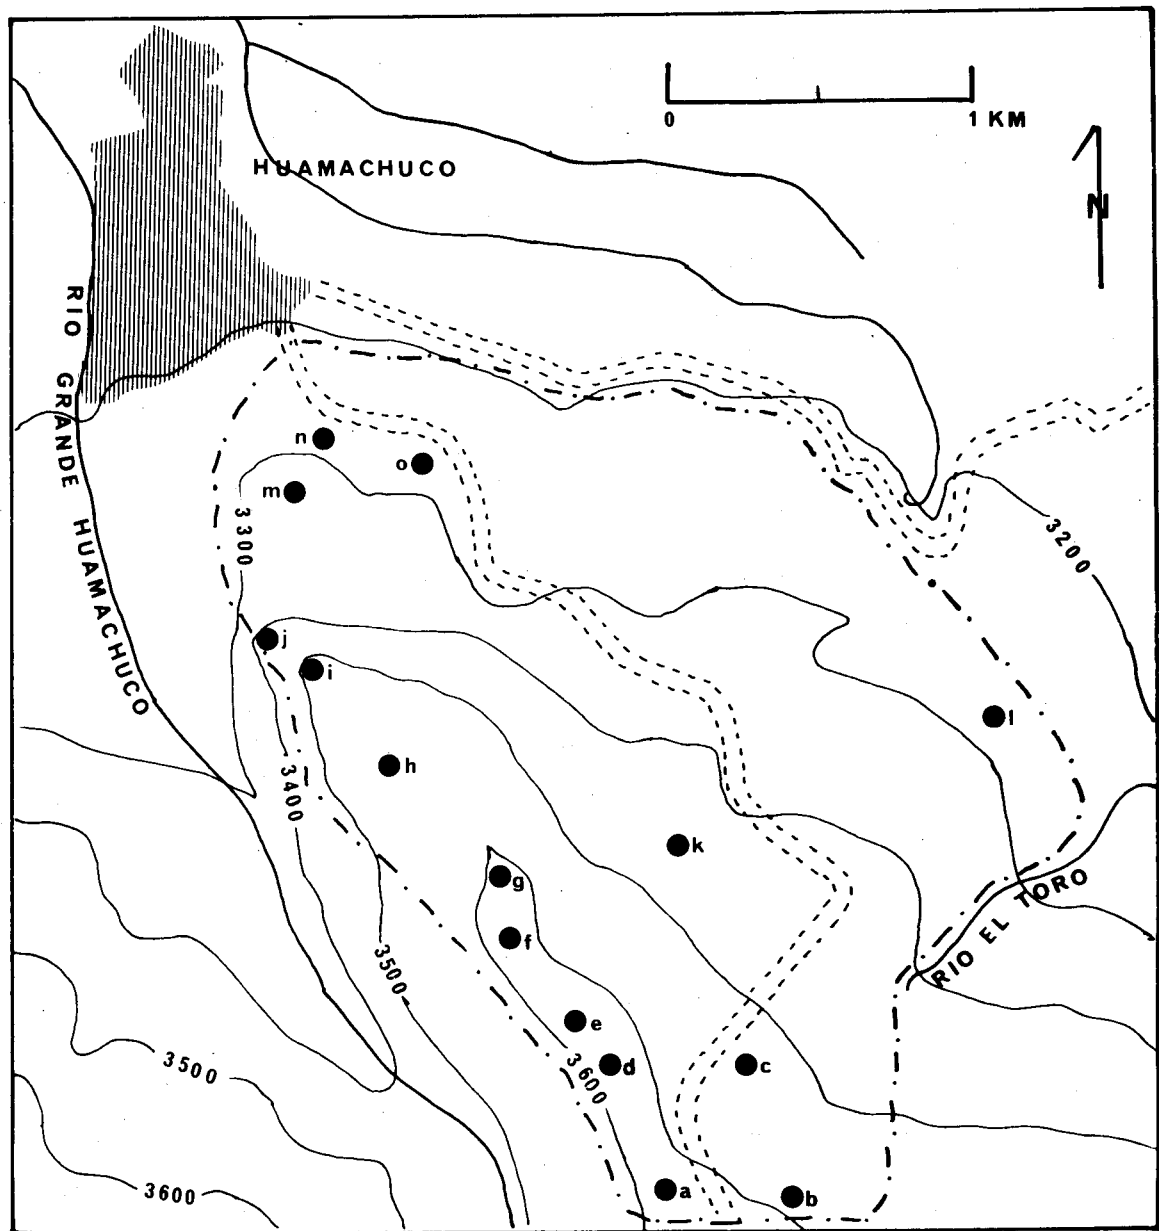 0 1 KM
HUAMACHUCO
N
RIO GRANDE HUAMACHUCO
n
o
m
3300
3200
j
i
l
h
3400
k
g
RIO EL TORO
f
3500
e
3500
3600
d
c
3600
a
b